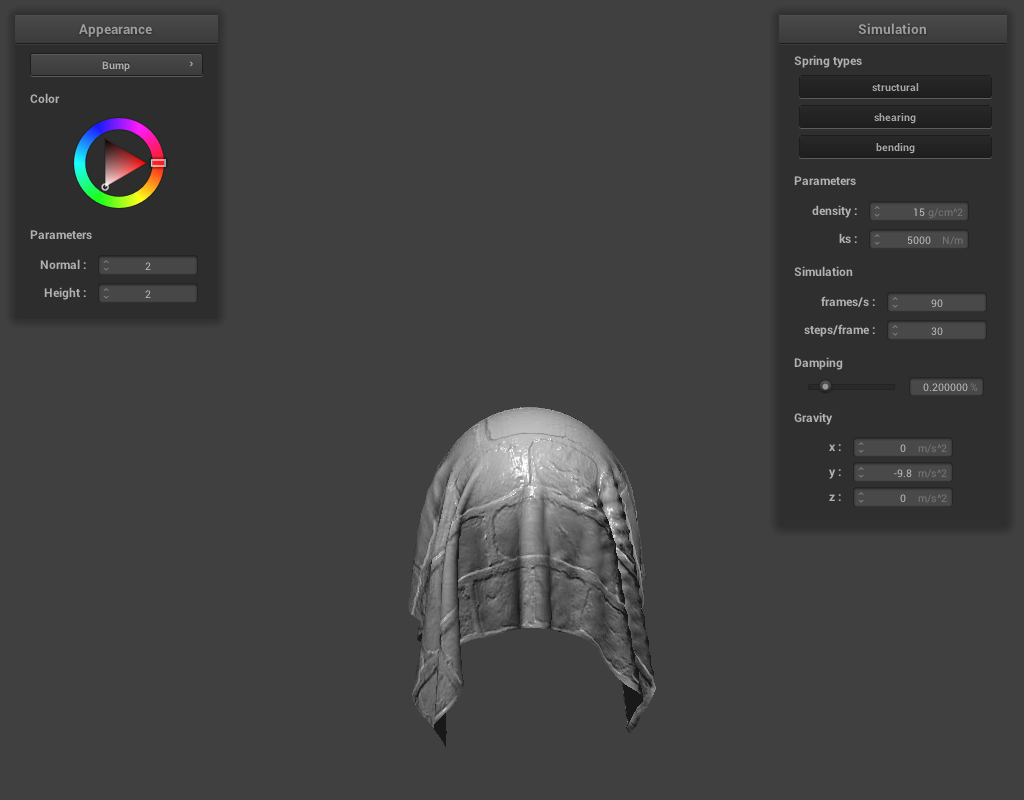 Appearance
Bump
Color
Parameters
Normal : 2
Height : 2
Simulation
Spring types
structural
shearing
bending
Parameters
density : 15 g/cm^2
ks : 5000 N/m
Simulation
frames/s : 90
steps/frame : 30
Damping
0.200000 %
Gravity
x : 0 m/s^2
y : -9.8 m/s^2
z : 0 m/s^2